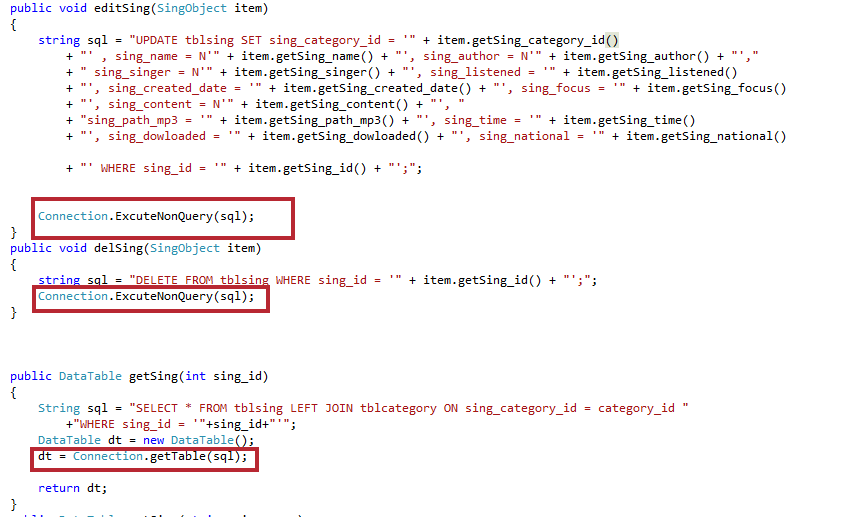 public void editSing(SingObject item)
{
string sql = "UPDATE tblsing SET sing_category_id = '" + item.getSing_category_id()
+ "' , sing_name = N'" + item.getSing_name() + "', sing_author = N'" + item.getSing_author() + "',"
+ " sing_singer = N'" + item.getSing_singer() + "', sing_listened = '" + item.getSing_listened()
+ "', sing_created_date = '" + item.getSing_created_date() + "', sing_focus = '" + item.getSing_focus()
+ "', sing_content = N'" + item.getSing_content() + "', "
+ "sing_path_mp3 = '" + item.getSing_path_mp3() + "', sing_time = '" + item.getSing_time()
+ "', sing_dowloaded = '" + item.getSing_dowloaded() + "', sing_national = '" + item.getSing_national()
+ "' WHERE sing_id = '" + item.getSing_id() + "';";
Connection.ExcuteNonQuery(sql);
}
public void delSing(SingObject item)
{
string sql = "DELETE FROM tblsing WHERE sing_id = '" + item.getSing_id() + "';";
Connection.ExcuteNonQuery(sql);
}
public DataTable getSing(int sing_id)
{
String sql = "SELECT * FROM tblsing LEFT JOIN tblcategory ON sing_category_id = category_id "
+"WHERE sing_id = '"+sing_id+"'";
DataTable dt = new DataTable();
dt = Connection.getTable(sql);
return dt;
}